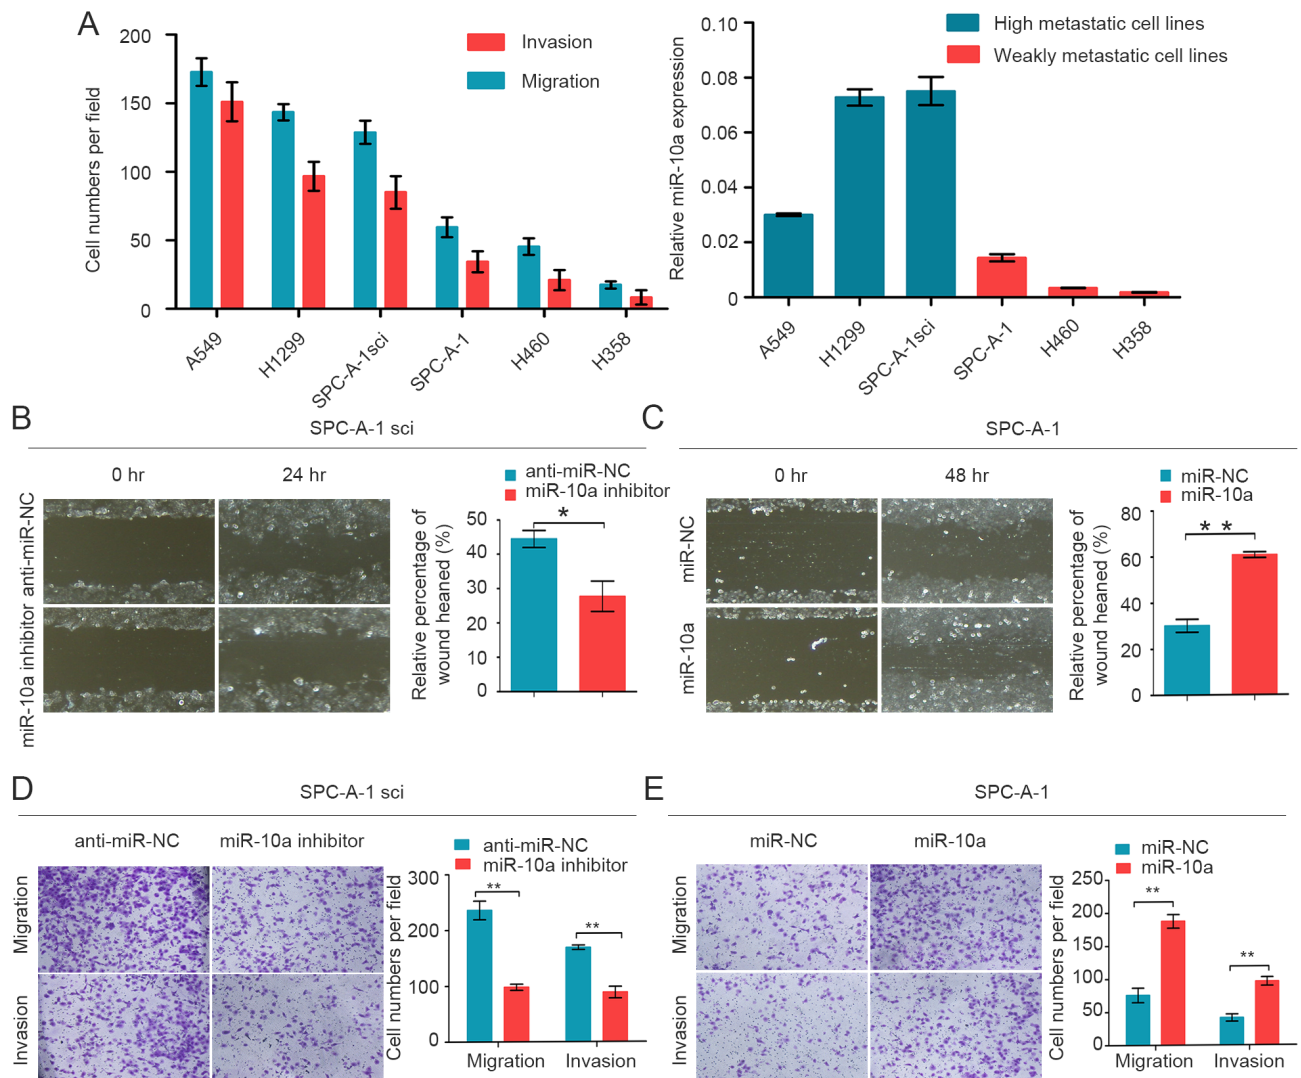 A
Cell numbers per field
200
150
100
50
0
Invasion
Migration
A549
H1299
SPC-A-1sci
SPC-A-1
H460
H358
Relative miR-10a expression
0.10
0.08
0.06
0.04
0.02
0
High metastatic cell lines
Weakly metastatic cell lines
A549
H1299
SPC-A-1sci
SPC-A-1
H460
H358
B
SPC-A-1 sci
0 hr
24 hr
anti-miR-NC
miR-10a inhibitor
anti-miR-NC
miR-10a inhibitor
Relative percentage of
wound heaned (%)
50
40
30
20
10
0
*
C
SPC-A-1
0 hr
48 hr
miR-NC
miR-10a
miR-NC
miR-10a
Relative percentage of
wound heaned (%)
80
60
40
20
0
* *
D
SPC-A-1 sci
anti-miR-NC
miR-10a inhibitor
Migration
Invasion
anti-miR-NC
miR-10a inhibitor
Cell numbers per field
300
200
100
0
**
**
Migration
Invasion
E
SPC-A-1
miR-NC
miR-10a
Migration
Invasion
miR-NC
miR-10a
Cell numbers per field
250
200
150
100
50
0
**
**
Migration
Invasion